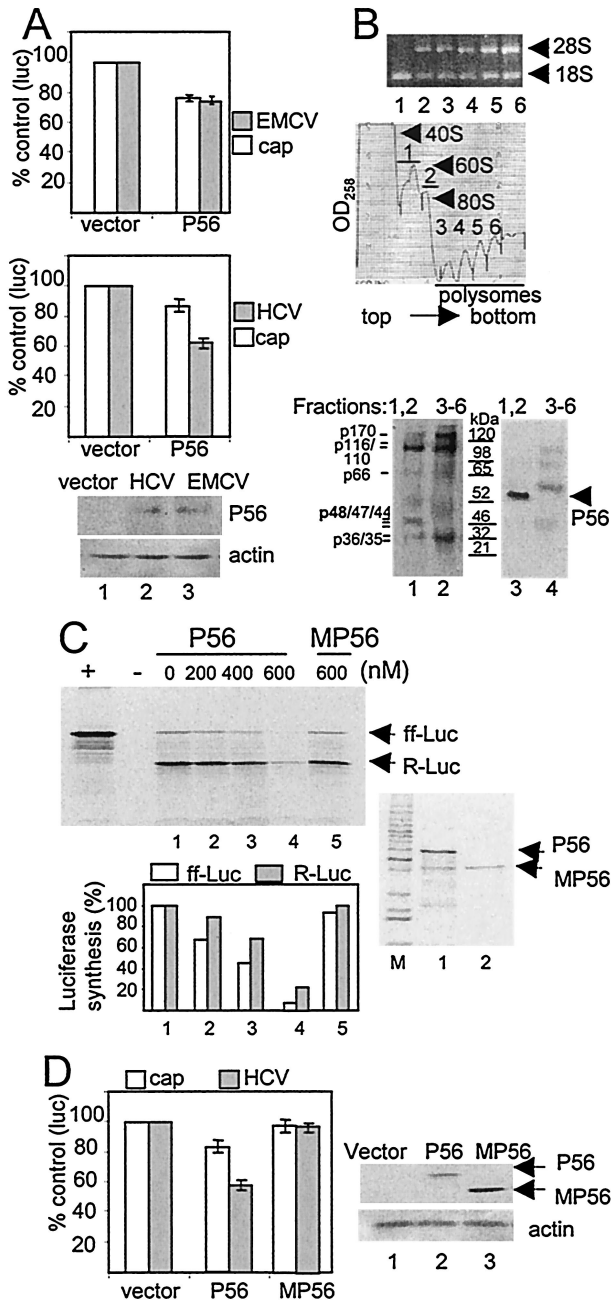 A
% control (luc)
100
80
60
40
20
vector P56
EMCV
cap
% control (luc)
100
80
60
40
20
vector P56
HCV
cap
vector HCV EMCV
P56
actin
1 2 3
B
28S
18S
1 2 3 4 5 6
OD258
40S
1
60S
2
80S
3 4 5 6
polysomes
top bottom
Fractions:1,2 3-6 kDa 1,2 3-6
p170
p116/
110
p66
p48/47/44
p36/35
120
98
65
52
46
32
21
P56
1 2 3 4
C
P56 MP56
+ - 0 200 400 600 600 (nM)
ff-Luc
R-Luc
1 2 3 4 5
ff-Luc R-Luc
Luciferase
synthesis (%)
100
80
60
40
20
1 2 3 4 5
P56
MP56
M 1 2
D
cap HCV
% control (luc)
100
80
60
40
20
vector P56 MP56
Vector P56 MP56
P56
MP56
actin
1 2 3